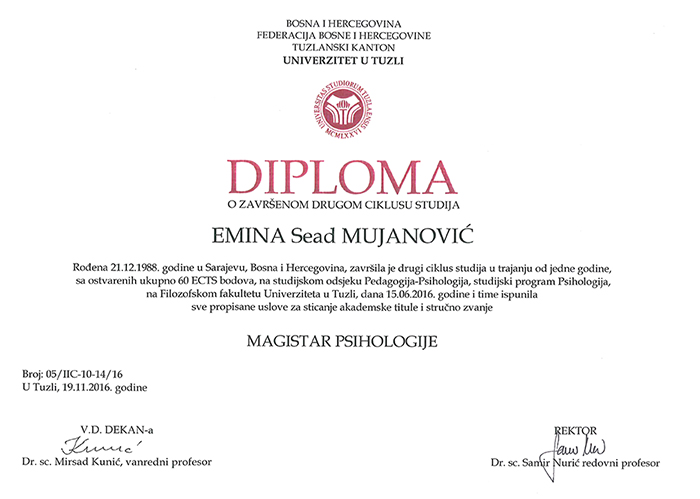 BOSNA I HERCEGOVINA
FEDERACIJA BOSNE I HERCEGOVINE
TUZLANSKI KANTON
UNIVERZITET U TUZLI
UNIVERSITAS STUDIORUM TUZLAENSIS
MCMLXXVI
DIPLOMA
O ZAVRŠENOM DRUGOM CIKLUSU STUDIJA
EMINA Sead MUJANOVIĆ
Rođena 21.12.1988. godine u Sarajevu, Bosna i Hercegovina, završila je drugi ciklus studija u trajanju od jedne godine,
sa ostvarenih ukupno 60 ECTS bodova, na studijskom odsjeku Pedagogija-Psihologija, studijski program Psihologija,
na Filozofskom fakultetu Univerziteta u Tuzli, dana 15.06.2016. godine i time ispunila
sve propisane uslove za sticanje akademske titule i stručno zvanje
MAGISTAR PSIHOLOGIJE
Broj: 05/IIC-10-14/16
U Tuzli, 19.11.2016. godine
V.D. DEKAN-a
Dr. sc. Mirsad Kunić, vanredni profesor
REKTOR
Dr. sc. Samir Nurić redovni profesor